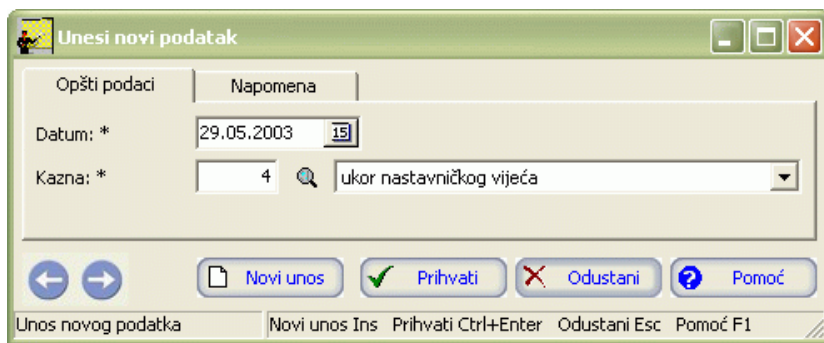 Unesi novi podatak
Opšti podaci Napomena
Datum: * 29.05.2003 15
Kazna: * 4 ukor nastavničkog vijeća
Novi unos Prihvati Odustani Pomoć
Unos novog podatka Novi unos Ins Prihvati Ctrl+Enter Odustani Esc Pomoć F1